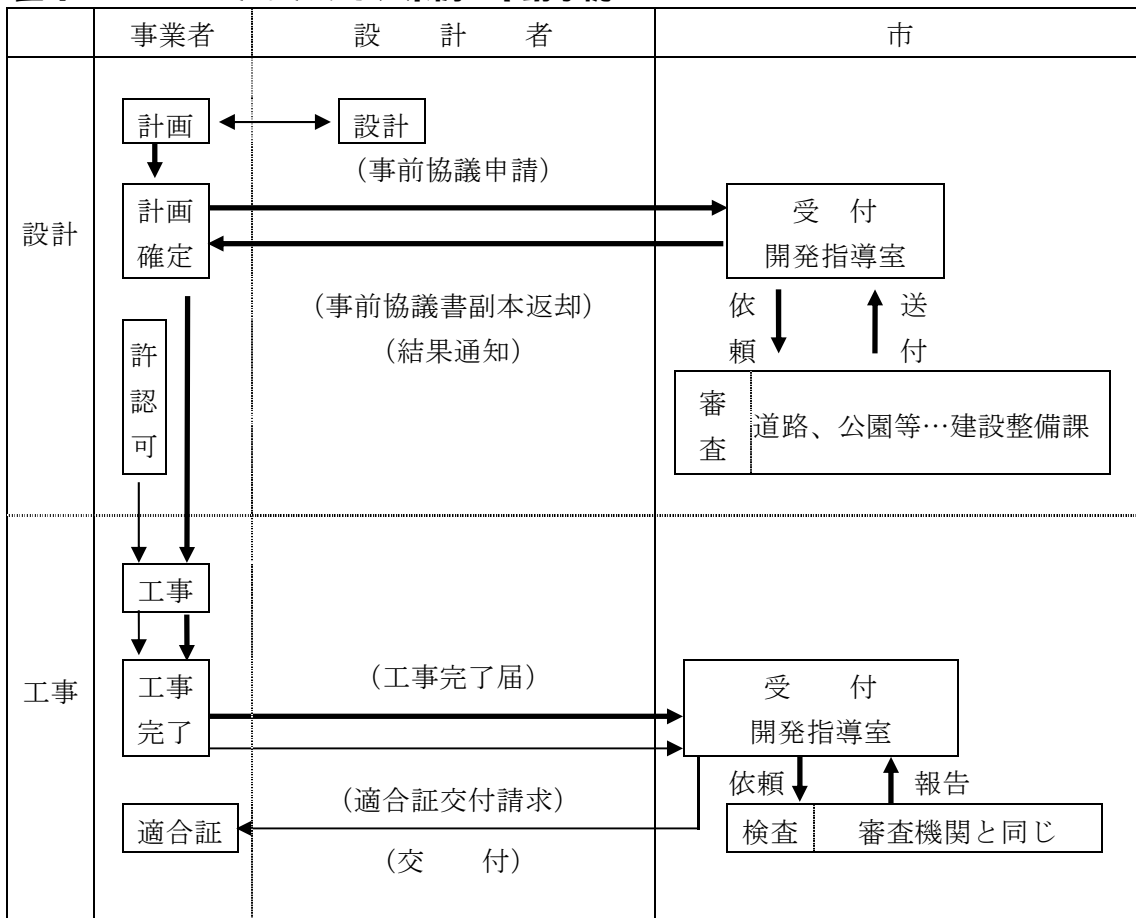 事業者
設 計 者
市
計画
設計
(事前協議申請)
設計
計画
確定
受 付
開発指導室
(事前協議書副本返却)
(結果通知)
依
頼
送
付
許
認
可
審
査
道路、公園等…建設整備課
工事
工事
工事
完了
(工事完了届)
受 付
開発指導室
(適合証交付請求)
依頼
報告
適合証
(交 付)
検査
審査機関と同じ